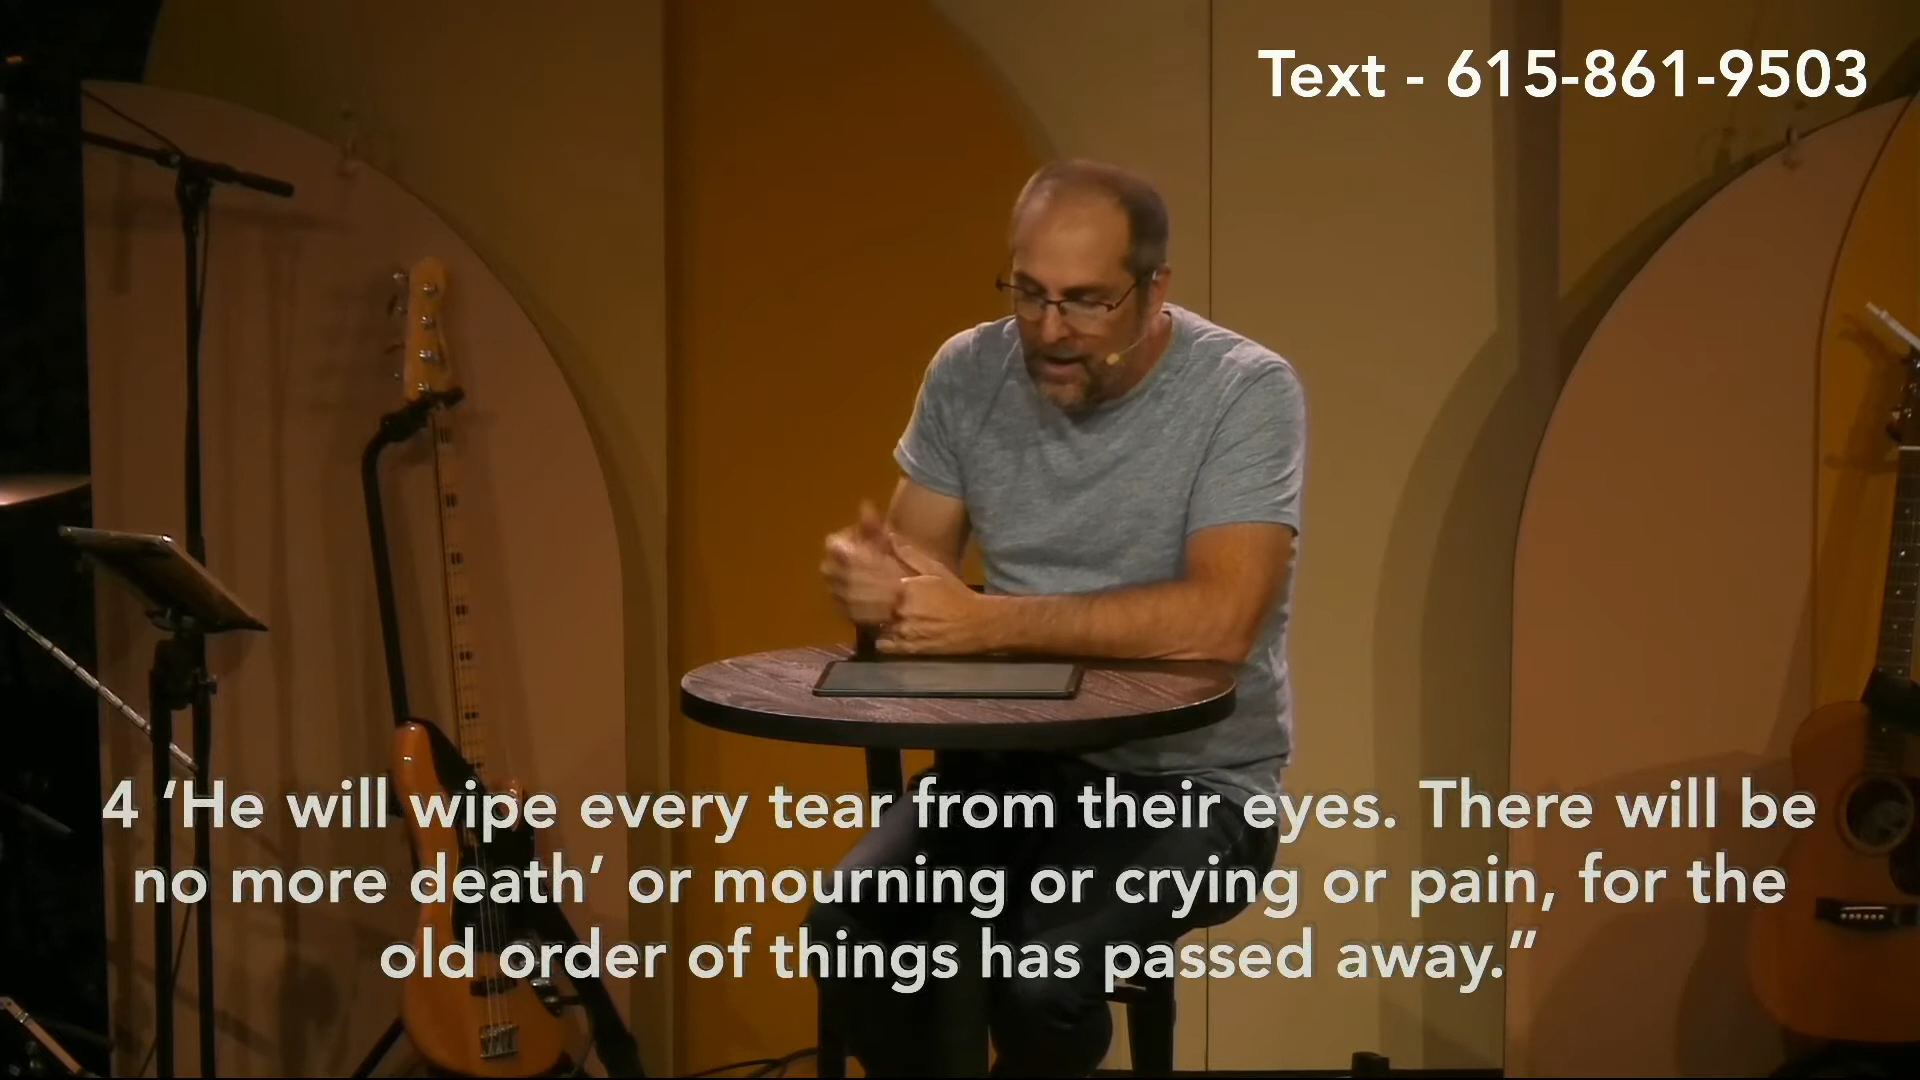 Text - 615-861-9503
4 ‘He will wipe every tear from their eyes. There will be
no more death’ or mourning or crying or pain, for the
old order of things has passed away.”